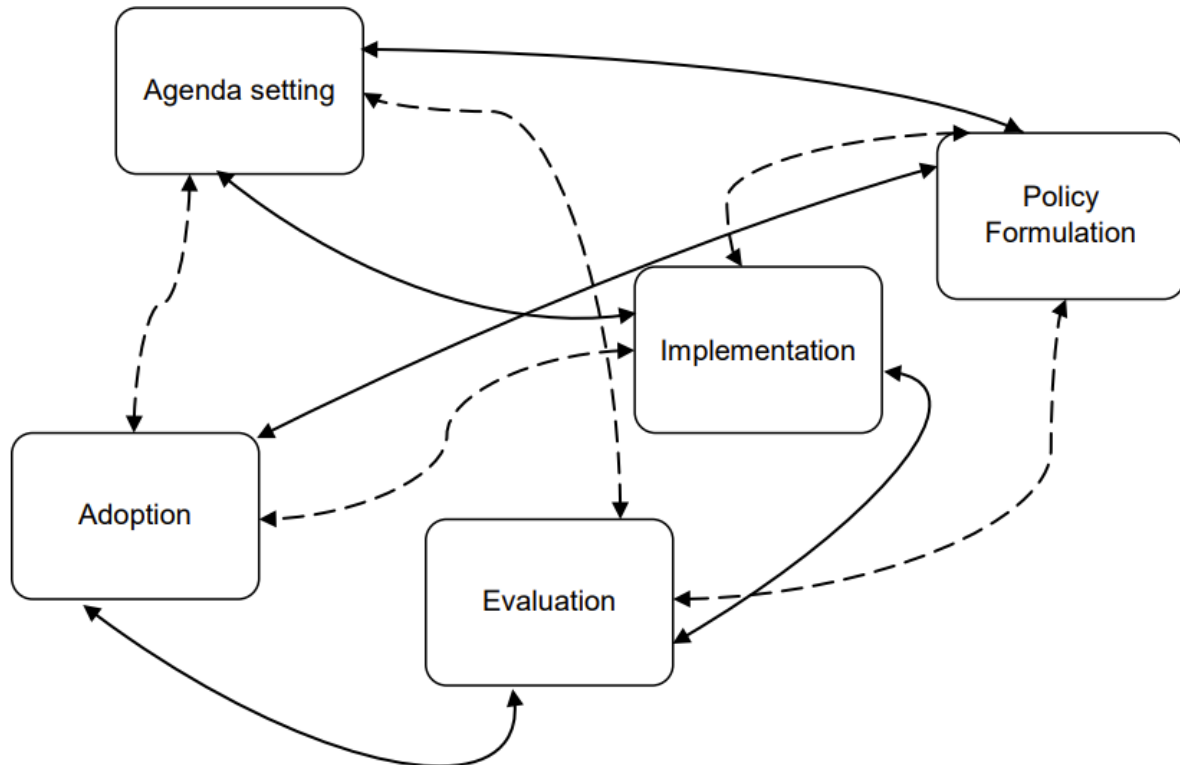 Agenda setting
Policy
Formulation
Implementation
Adoption
Evaluation